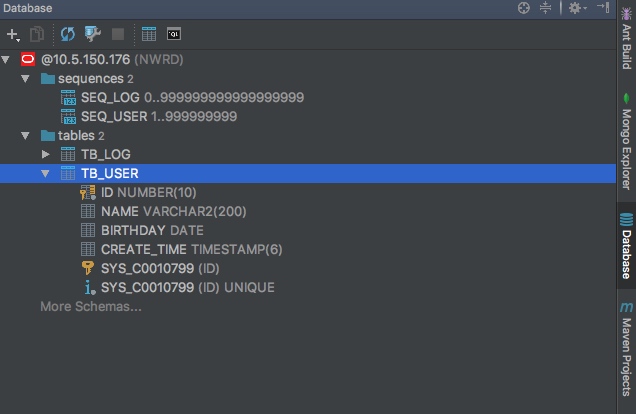 Database
@10.5.150.176 (NWRD)
sequences 2
SEQ_LOG 0..999999999999999999
SEQ_USER 1..999999999
tables 2
TB_LOG
TB_USER
ID NUMBER(10)
NAME VARCHAR2(200)
BIRTHDAY DATE
CREATE_TIME TIMESTAMP(6)
SYS_C0010799 (ID)
SYS_C0010799 (ID) UNIQUE
More Schemas...
Ant Build
Mongo Explorer
Database
Maven Projects